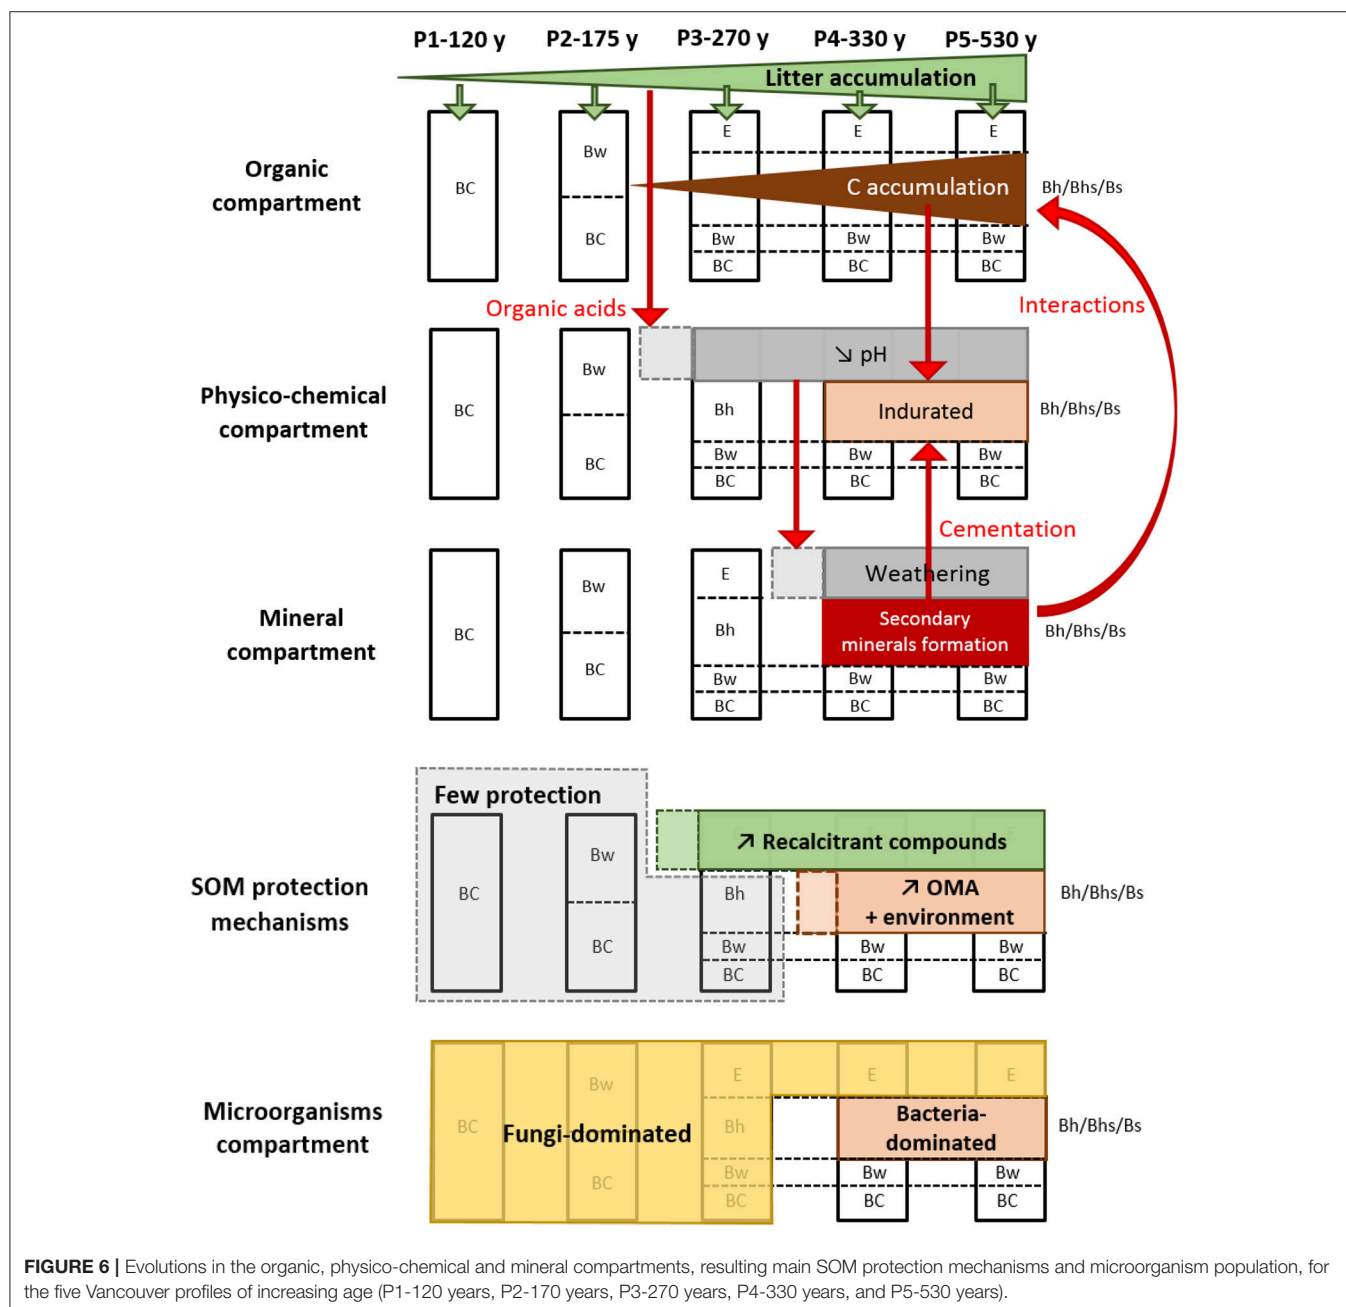 P1-120 y P2-175 y P3-270 y P4-330 y P5-530 y
Litter accumulation
Organic
compartment
BC
Bw
BC
E E E
C accumulation
Bh/Bhs/Bs
Bw Bw Bw
BC BC BC
Organic acids
Interactions
Physico-chemical
compartment
BC
Bw
BC
↘ pH
Bh
Indurated
Bh/Bhs/Bs
Bw Bw Bw
BC BC BC
Cementation
Mineral
compartment
BC
Bw
BC
E
Weathering
Bh
Secondary
minerals formation
Bh/Bhs/Bs
Bw Bw Bw
BC BC BC
SOM protection
mechanisms
Few protection
BC
Bw
BC
↗ Recalcitrant compounds
E
Bh
↗ OMA
+ environment
Bh/Bhs/Bs
Bw Bw Bw
BC BC BC
Microorganisms
compartment
BC
Bw
BC
E E E
Fungi-dominated
Bh
Bacteria-
dominated
Bh/Bhs/Bs
Bw Bw Bw
BC BC BC
FIGURE 6 | Evolutions in the organic, physico-chemical and mineral compartments, resulting main SOM protection mechanisms and microorganism population, for
the five Vancouver profiles of increasing age (P1-120 years, P2-170 years, P3-270 years, P4-330 years, and P5-530 years).